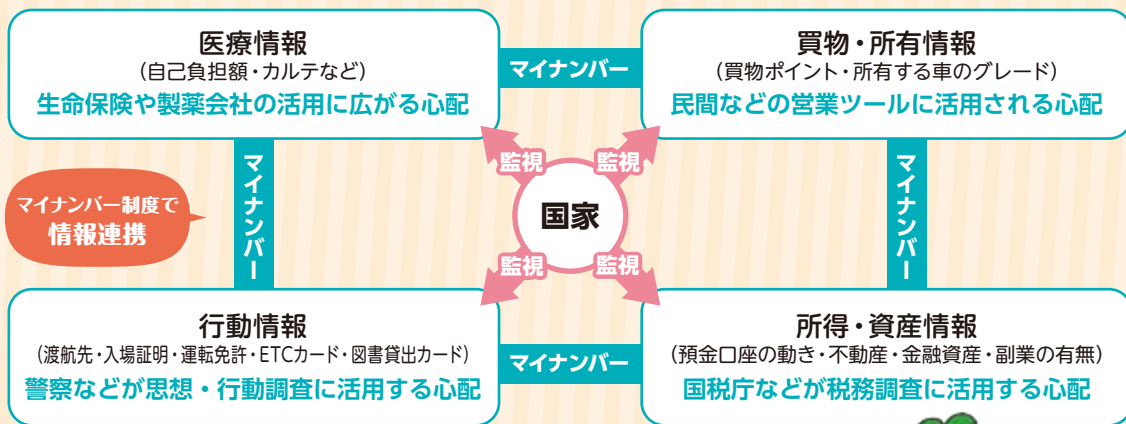 医療情報
(自己負担額・カルテなど)
生命保険や製薬会社の活用に広がる心配
マイナンバー
買物・所有情報
(買物ポイント・所有する車のグレード)
民間などの営業ツールに活用される心配
監視
監視
マイナンバー
マイナンバー
マイナンバー制度で
情報連携
国家
監視
監視
行動情報
(渡航先・入場証明・運転免許・ETCカード・図書貸出カード)
警察などが思想・行動調査に活用する心配
マイナンバー
所得・資産情報
(預金口座の動き・不動産・金融資産・副業の有無)
国税庁などが税務調査に活用する心配